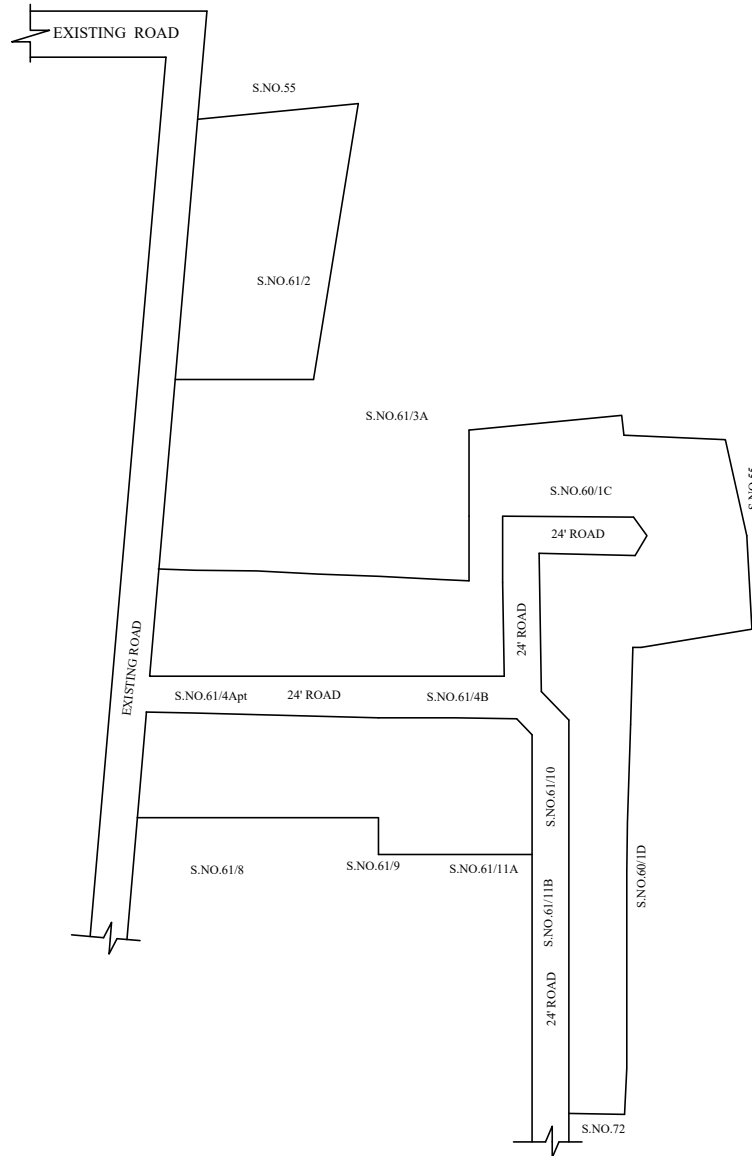 EXISTING ROAD
S.NO.55
S.NO.61/2
S.NO.61/3A
S.NO.55
S.NO.60/1C
24' ROAD
24' ROAD
EXISTING ROAD
S.NO.61/4Apt
24' ROAD
S.NO.61/4B
S.NO.61/10
S.NO.61/8
S.NO.61/9
S.NO.61/11A
S.NO.61/11B
S.NO.60/1D
24' ROAD
S.NO.72